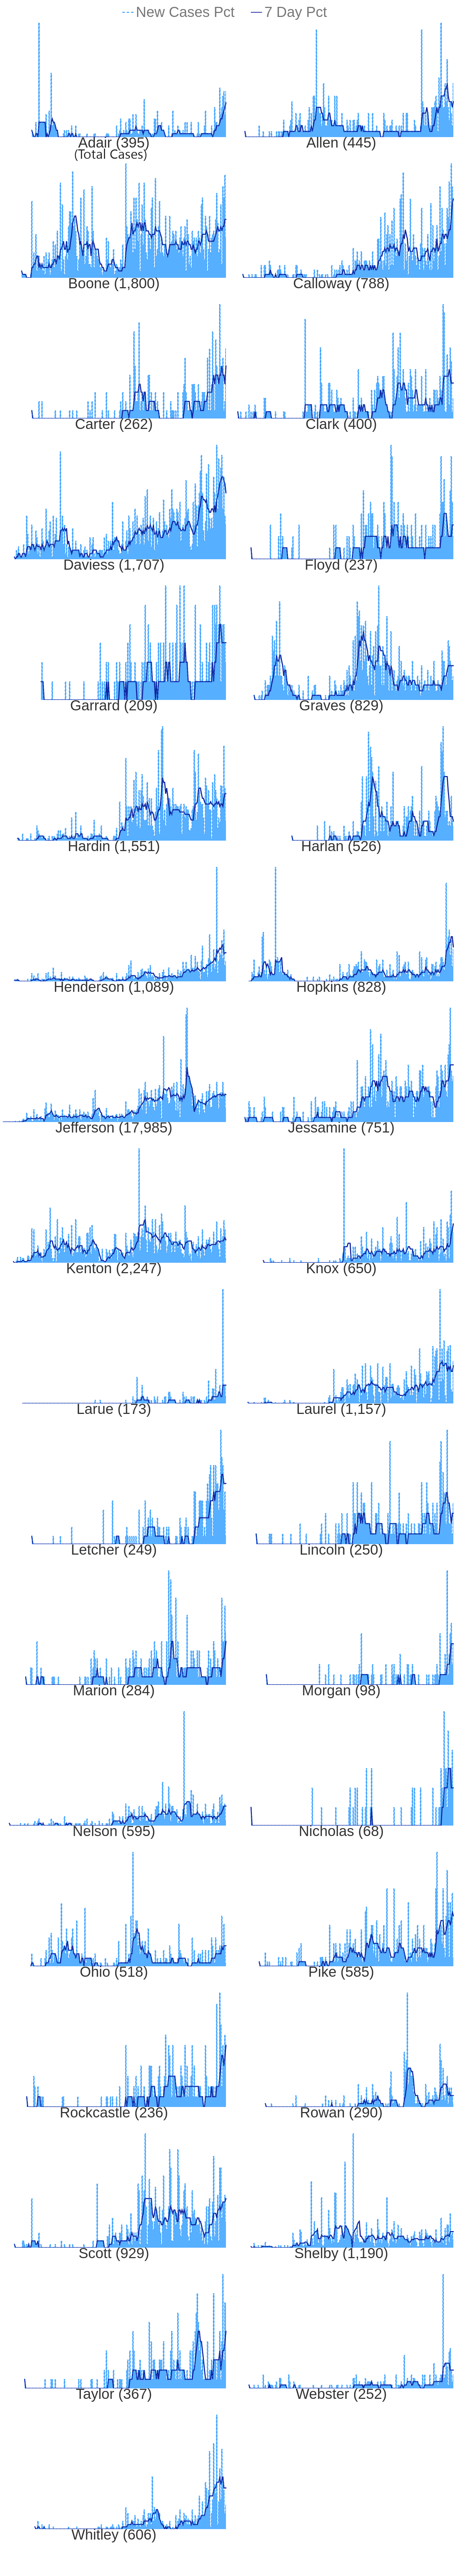 New Cases Pct 7 Day Pct
Adair (395) Allen (445)
(Total Cases)
Boone (1,800) Calloway (788)
Carter (262) Clark (400)
Daviess (1,707) Floyd (237)
Garrard (209) Graves (829)
Hardin (1,551) Harlan (526)
Henderson (1,089) Hopkins (828)
Jefferson (17,985) Jessamine (751)
Kenton (2,247) Knox (650)
Larue (173) Laurel (1,157)
Letcher (249) Lincoln (250)
Marion (284) Morgan (98)
Nelson (595) Nicholas (68)
Ohio (518) Pike (585)
Rockcastle (236) Rowan (290)
Scott (929) Shelby (1,190)
Taylor (367) Webster (252)
Whitley (606)